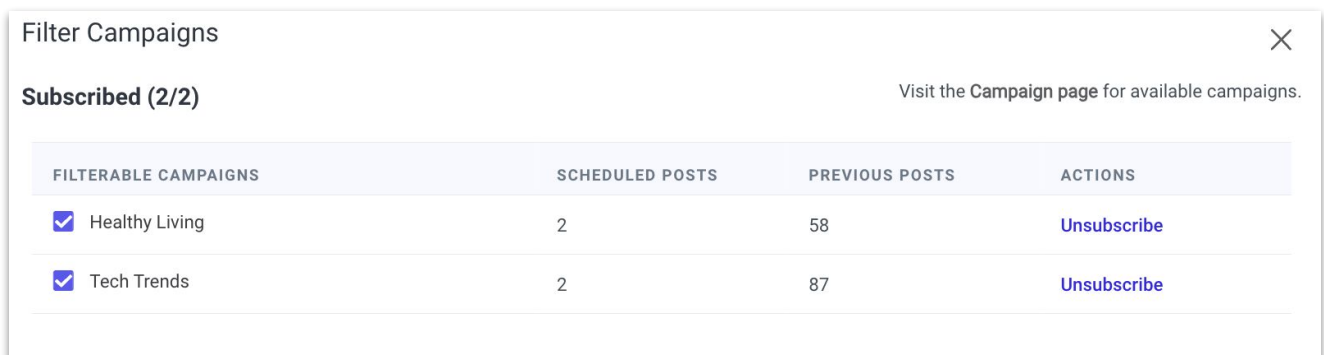 Filter Campaigns
Subscribed (2/2)
Visit the Campaign page for available campaigns.
FILTERABLE CAMPAIGNS SCHEDULED POSTS PREVIOUS POSTS ACTIONS
Healthy Living 2 58 Unsubscribe
Tech Trends 2 87 Unsubscribe